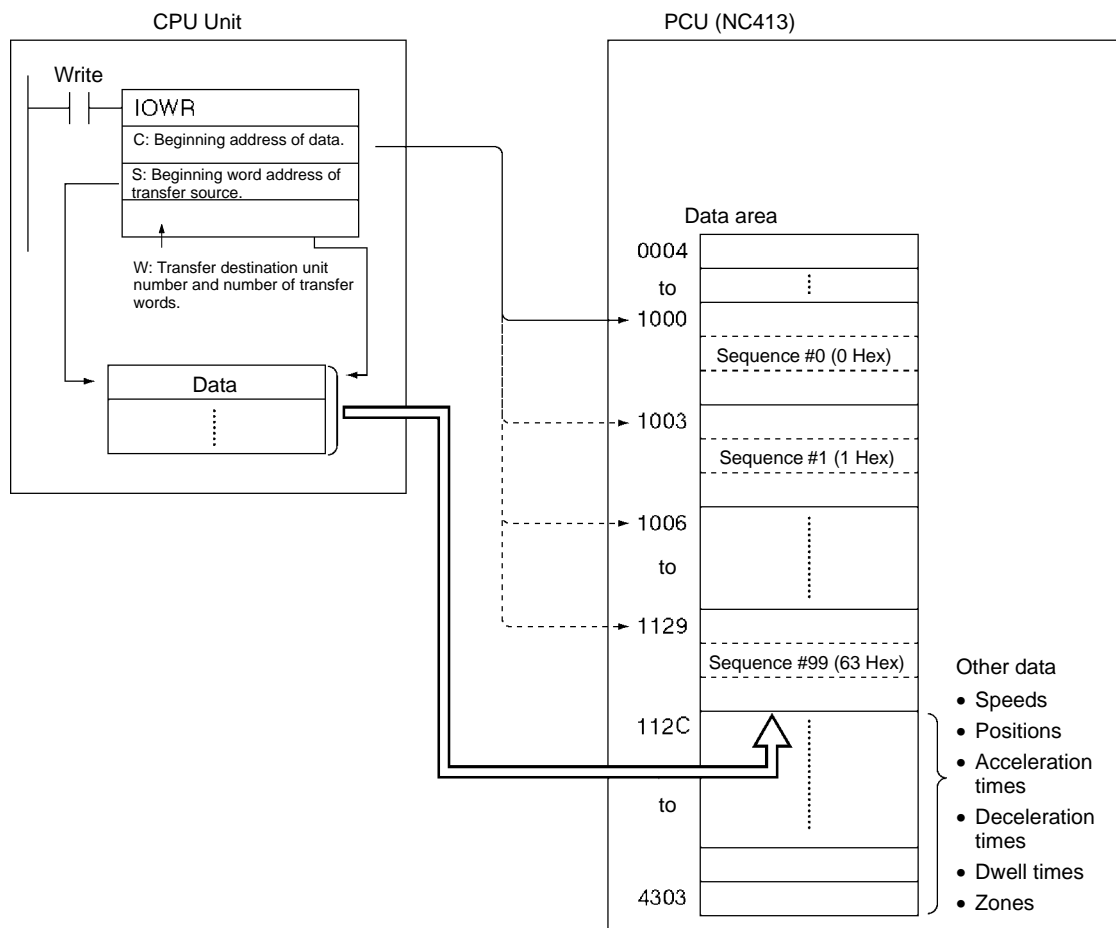 CPU Unit
PCU (NC413)
Write
IOWR
C: Beginning address of data.
S: Beginning word address of
transfer source.
W: Transfer destination unit
number and number of transfer
words.
Data
Data area
0004
to
1000
Sequence #0 (0 Hex)
1003
Sequence #1 (1 Hex)
1006
to
1129
Sequence #99 (63 Hex)
112C
to
4303
Other data
• Speeds
• Positions
• Acceleration
times
• Deceleration
times
• Dwell times
• Zones